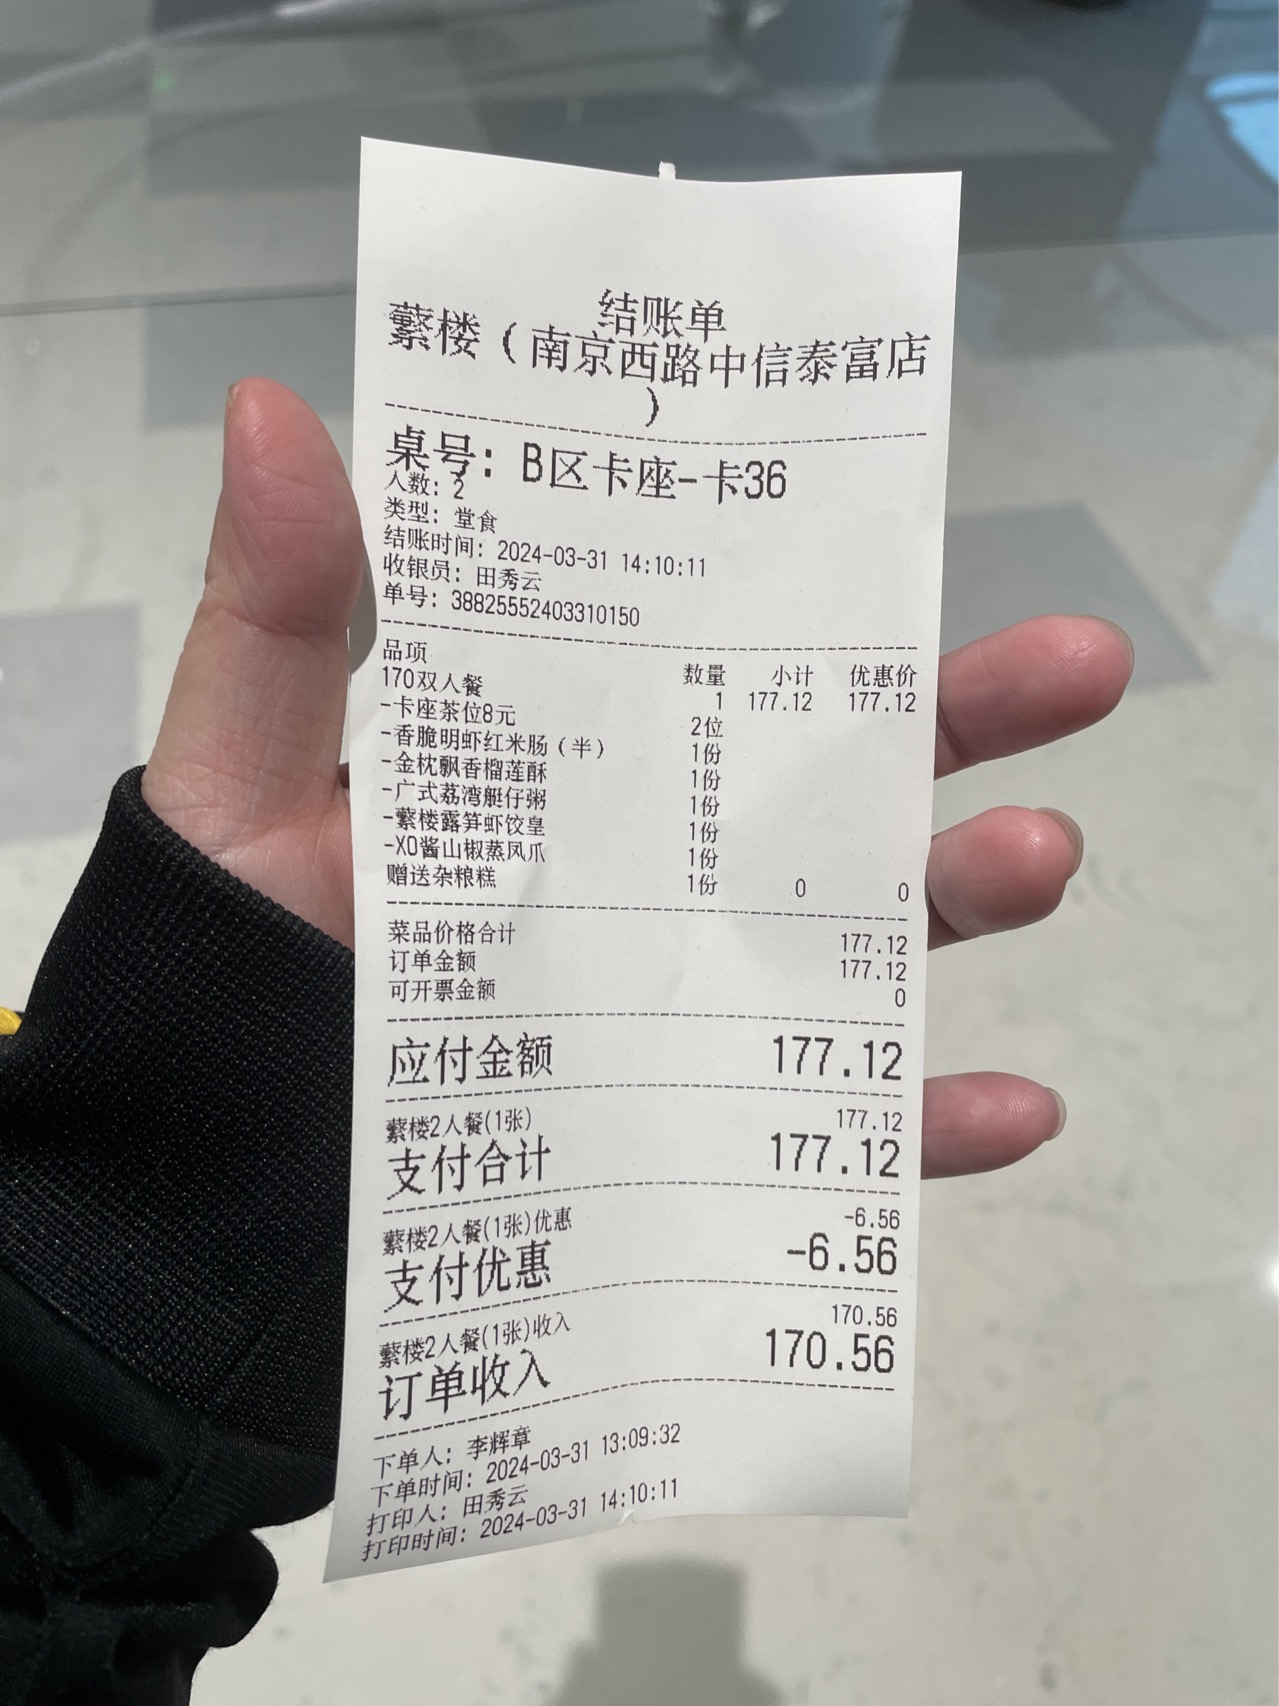 结账单
蘩楼（南京西路中信泰富店
）
桌号：B区卡座-卡36
人数：2
类型：堂食
结账时间：2024-03-31 14:10:11
收银员：田秀云
单号：38825552403310150
品项 数量 小计 优惠价
170双人餐 1 177.12 177.12
-卡座茶位8元 2位
-香脆明虾红米肠（半） 1份
-金枕飘香榴莲酥 1份
-广式荔湾艇仔粥 1份
-蘩楼露笋虾饺皇 1份
-XO酱山椒蒸凤爪 1份
赠送杂粮糕 1份 0 0
菜品价格合计 177.12
订单金额 177.12
可开票金额 0
应付金额 177.12
蘩楼2人餐(1张) 177.12
支付合计 177.12
蘩楼2人餐(1张)优惠 -6.56
支付优惠 -6.56
蘩楼2人餐(1张)收入 170.56
订单收入 170.56
下单人：李辉章
下单时间：2024-03-31 13:09:32
打印人：田秀云
打印时间：2024-03-31 14:10:11